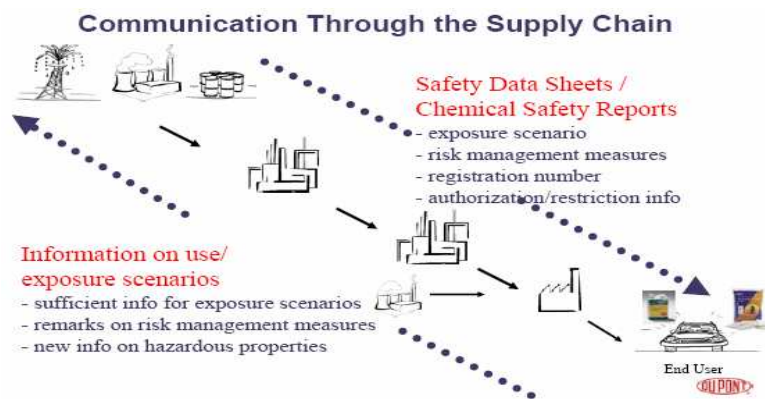 Communication Through the Supply Chain
Safety Data Sheets /
Chemical Safety Reports
- exposure scenario
- risk management measures
- registration number
- authorization/restriction info
Information on use/
exposure scenarios
- sufficient info for exposure scenarios
- remarks on risk management measures
- new info on hazardous properties
End User
DUPONT